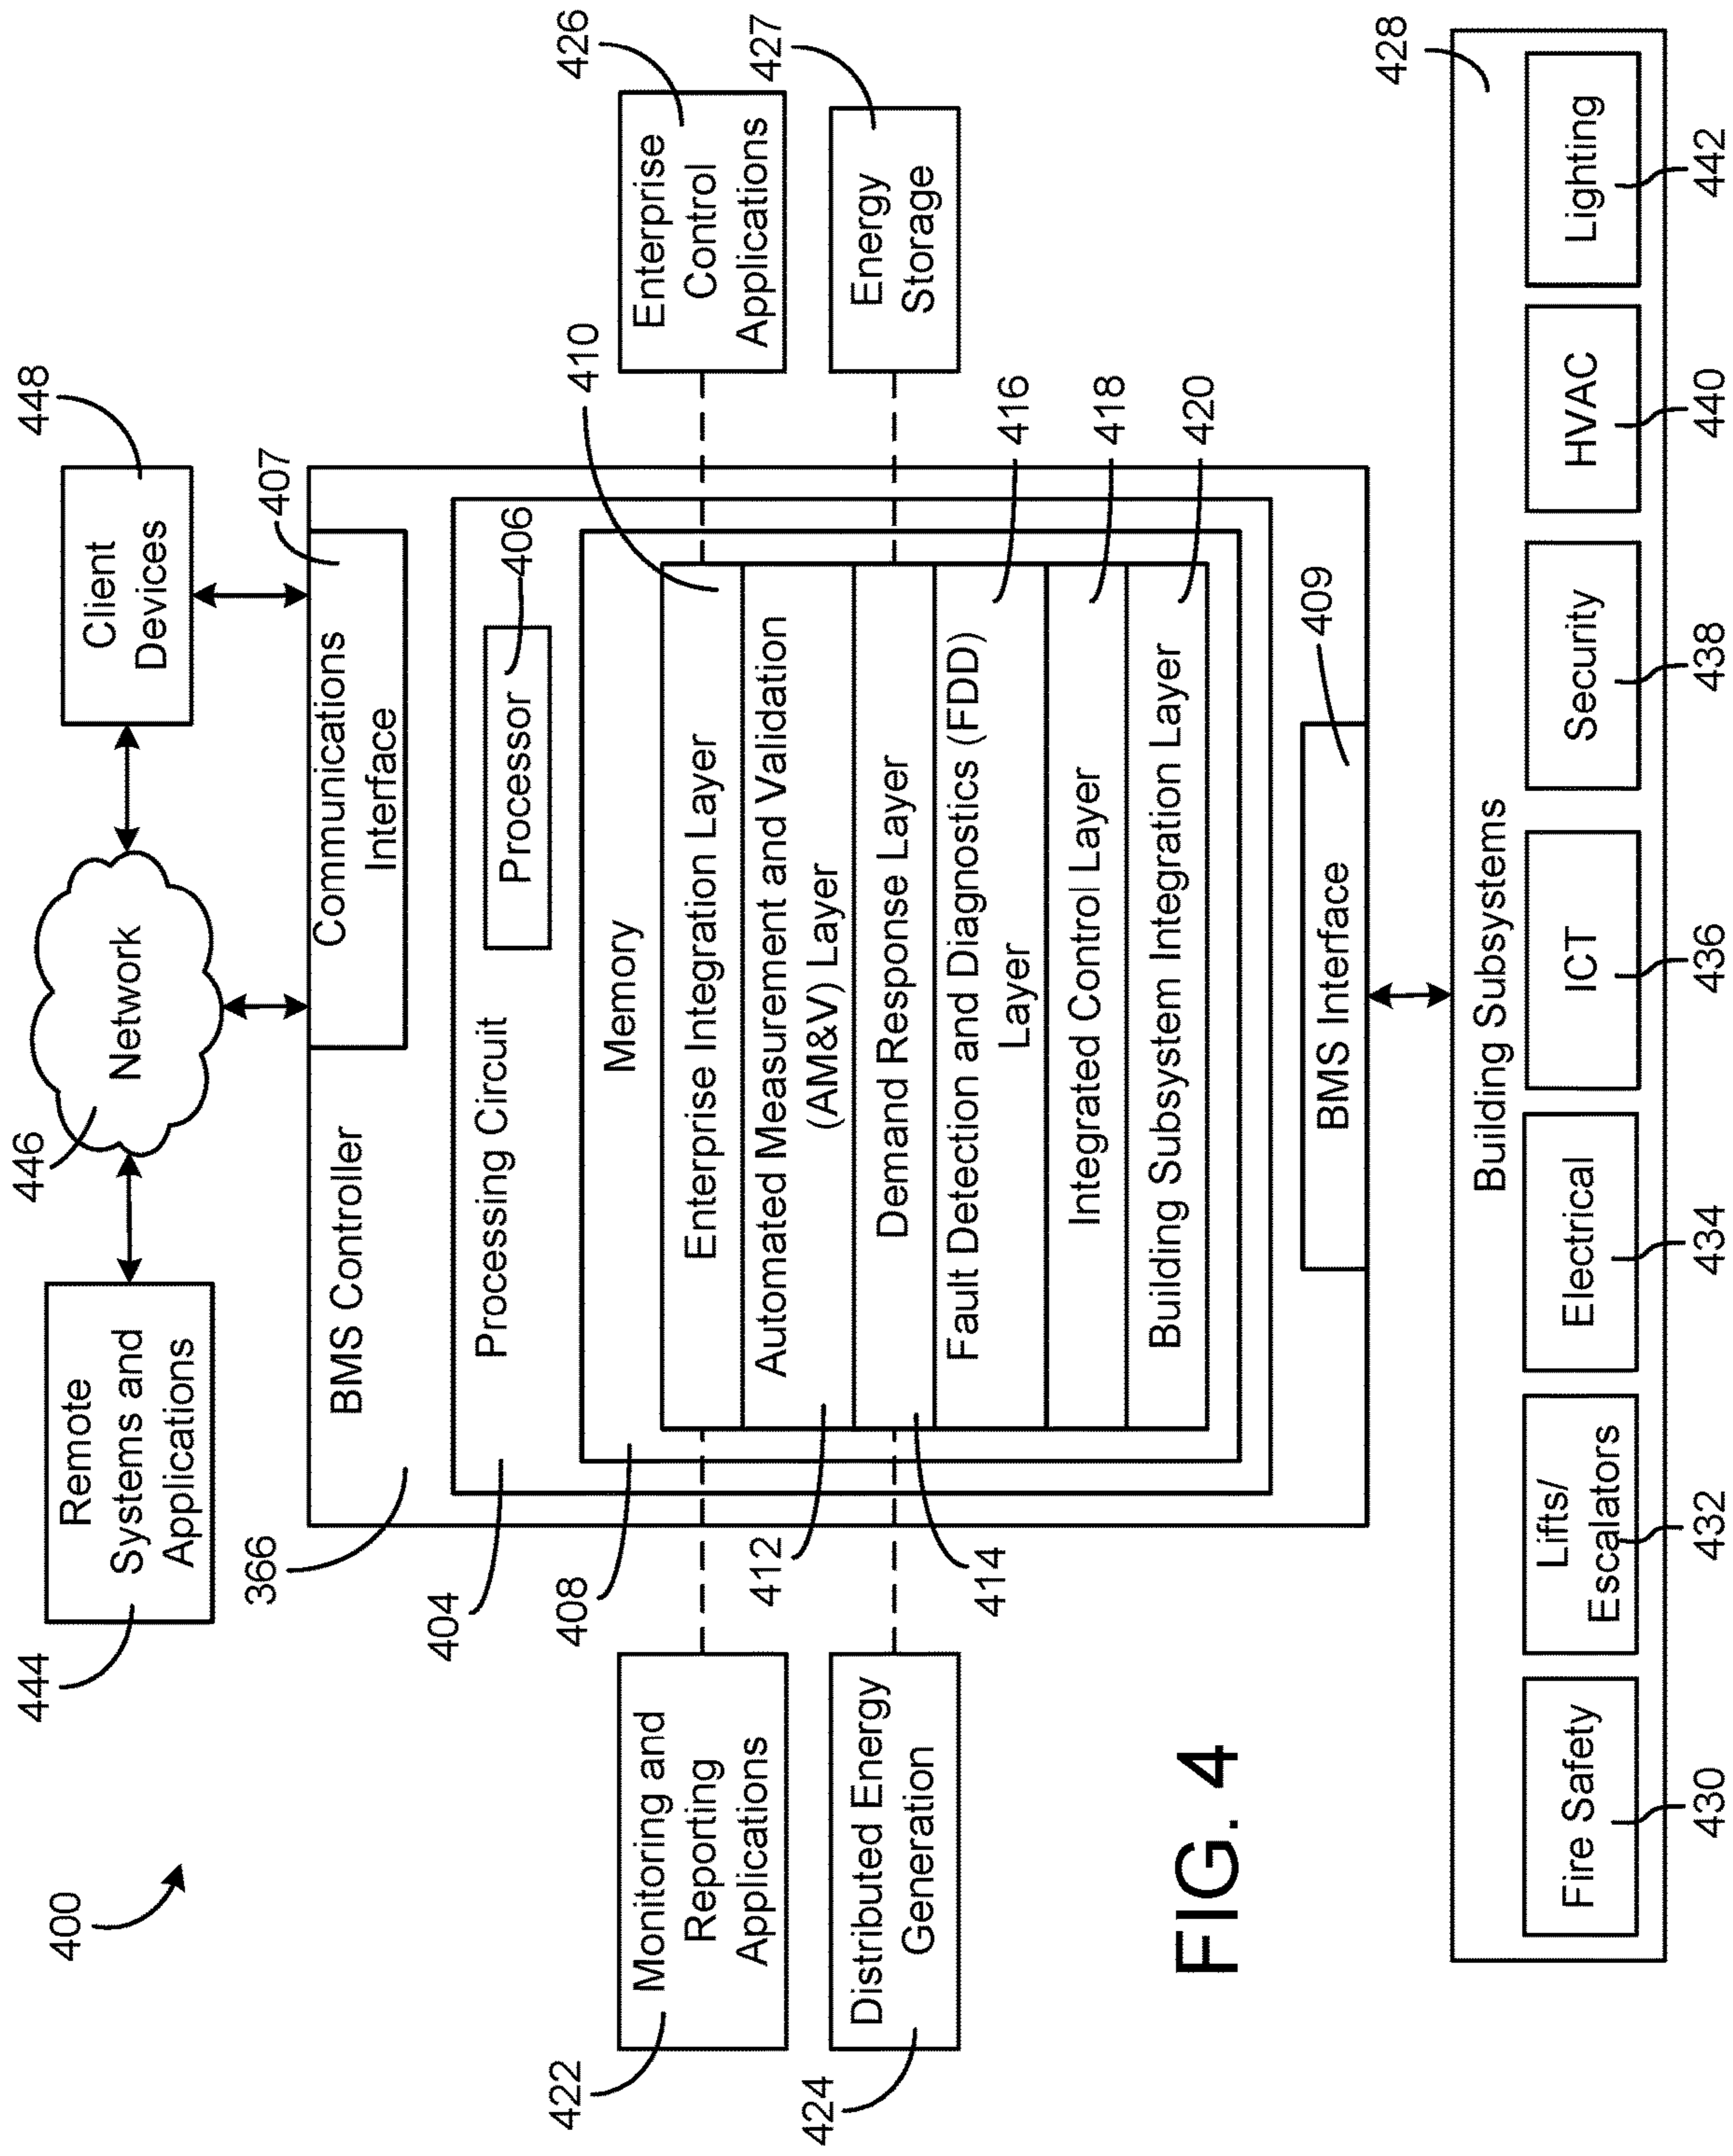 400
444
Remote
Systems and
Applications
446
Network
448
Client
Devices
366
BMS Controller
407
Communications
Interface
404
Processing Circuit
Processor
406
408
Memory
410
Enterprise Integration Layer
412
Automated Measurement and Validation
(AM&V) Layer
414
Demand Response Layer
Fault Detection and Diagnostics (FDD)
Layer
416
Integrated Control Layer
418
Building Subsystem Integration Layer
420
BMS Interface
409
422
Monitoring and
Reporting
Applications
424
Distributed Energy
Generation
426
Enterprise
Control
Applications
427
Energy
Storage
FIG. 4
428
Building Subsystems
Fire Safety
Lifts/
Escalators
Electrical
ICT
Security
HVAC
Lighting
430
432
434
436
438
440
442